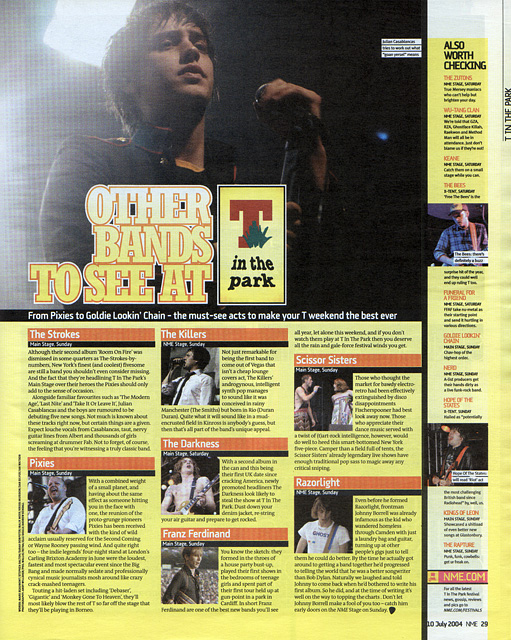 Julian Casablancas
tries to work out what
"quan yersel" means
OTHER
BANDS
TO SEE AT
T
in the
park
From Pixies to Goldie Lookin' Chain – the must-see acts to make your T weekend the best ever
The Strokes
Main Stage, Sunday
Although their second album 'Room On Fire' was
dismissed in some quarters as The Strokes-by-
numbers, New York's finest (and coolest) fivesome
are still a band you shouldn't even consider missing.
And the fact that they're headlining T In The Park's
Main Stage over their heroes the Pixies should only
add to the sense of occasion.
Alongside familiar favourites such as 'The Modern
Age', 'Last Nite' and 'Take It Or Leave It', Julian
Casablancas and the boys are rumoured to be
debuting five new songs. Not much is known about
these tracks right now, but certain things are a given.
Expect louche vocals from Casablancas, taut, nervy
guitar lines from Albert and thousands of girls
screaming at drummer Fab. Not to forget, of course,
the feeling that you're witnessing a truly classic band.
Pixies
Main Stage, Sunday
With a combined weight
of a small planet, and
having about the same
effect as someone hitting
you in the face with
one, the reunion of the
proto-grunge pioneers
Pixies has been received
with the kind of wild
acclaim usually reserved for the Second Coming
or Wayne Rooney passing wind. And quite right
too – the indie legends' four-night stand at London's
Carling Brixton Academy in June were the loudest,
fastest and most spectacular event since the Big
Bang and made normally sedate and professionally
cynical music journalists mosh around like crazy
crack-mashed teenagers.
Touting a hit-laden set including 'Debaser',
'Gigantic' and 'Monkey Gone To Heaven', they'll
most likely blow the rest of T so far off the stage that
they'll be playing in Borneo.
The Killers
NME Stage, Sunday
Not just remarkable for
being the first band to
come out of Vegas that
isn't a cheap lounge
covers act, The Killers'
androgynous, intelligent
synth pop manages
to sound like it was
conceived in rainy
Manchester (The Smiths) but born in Rio (Duran
Duran). Quite what it will sound like in a mud-
encrusted field in Kinross is anybody's guess, but
then that's all part of the band's unique appeal.
The Darkness
Main Stage, Saturday
With a second album in
the can and this being
their first UK date since
cracking America, newly
promoted headliners The
Darkness look likely to
steal the show at T In The
Park. Dust down your
denim jacket, re-string
your air guitar and prepare to get rocked.
Franz Ferdinand
Main Stage, Sunday
You know the sketch: they
formed in the throes of
a house party bust-up,
played their first shows in
the bedrooms of teenage
girls and spent part of
their first tour held up at
gun-point in a park in
Cardiff. In short Franz
Ferdinand are one of the best new bands you'll see
all year, let alone this weekend, and if you don't
watch them play at T In The Park then you deserve
all the rain and gale-force festival winds you get.
Scissor Sisters
Main Stage, Sunday
Those who thought the
market for bawdy electro-
retro had been effectively
extinguished by disco
disappointments
Fischerspooner had best
look away now. Those
who appreciate their
dance music served with
a twist of f(o)art-rock intelligence, however, would
do well to heed this smart-bottomed New York
five-piece. Camper than a field full of tents, the
Scissor Sisters' already legendary live shows have
enough traditional pop sass to magic away any
critical sniping.
Razorlight
NME Stage, Sunday
Even before he formed
Razorlight, frontman
Johnny Borrell was already
infamous as the kid who
wandered homeless
through Camden with just
a laundry bag and guitar,
turning up at other
people's gigs just to tell
them he could do better. By the time he actually got
around to getting a band together he'd progressed
to telling the world that he is a better songwriter
than Bob Dylan. Naturally we laughed and told
Johnny to come back when he'd bothered to write his
first album. So he did, and at the time of writing it's
well on the way to topping the charts. Don't let
Johnny Borrell make a fool of you too – catch him
early doors on the NME Stage on Sunday.
ALSO
WORTH
CHECKING
THE ZUTONS
NME STAGE, SATURDAY
True Mersey maniacs
who can't help but
brighten your day.
WU-TANG CLAN
NME STAGE, SATURDAY
We're told that GZA,
RZA, Ghostface Killah,
Raekwon and Method
Man will all be in
attendance. Just don't
blame us if they're not!
KEANE
NME STAGE, SATURDAY
Catch them on a small
stage while you can.
THE BEES
X-TENT, SATURDAY
'Free The Bees' is the
The Bees: there's
definitely a buzz
surprise hit of the year,
and they could well
end up ruling T too.
FUNERAL FOR
A FRIEND
NME STAGE, SATURDAY
FFAF take nu-metal as
their starting point
and send it hurtling in
various directions.
GOLDIE LOOKIN'
CHAIN
MAIN STAGE, SUNDAY
Chav-hop of the
highest order.
NERD
MAIN STAGE, SUNDAY
A-list producers get
their hands dirty as
a live funk-rock band.
HOPE OF THE
STATES
X-TENT, SUNDAY
Hailed as "potentially
Hope Of The States:
will read 'Riot' act
the most challenging
British band since
Radiohead" by, well, us.
KINGS OF LEON
MAIN STAGE, SUNDAY
Showcased a shitload
of even better new
songs at Glastonbury.
THE RAPTURE
NME STAGE, SUNDAY
Punk, funk, cowbells:
get ur freak on.
NME.COM
For all the latest
T In The Park festival
news, gossip, reviews
and pics go to
NME.COM/FESTIVALS
T IN THE PARK
10 July 2004 NME 29